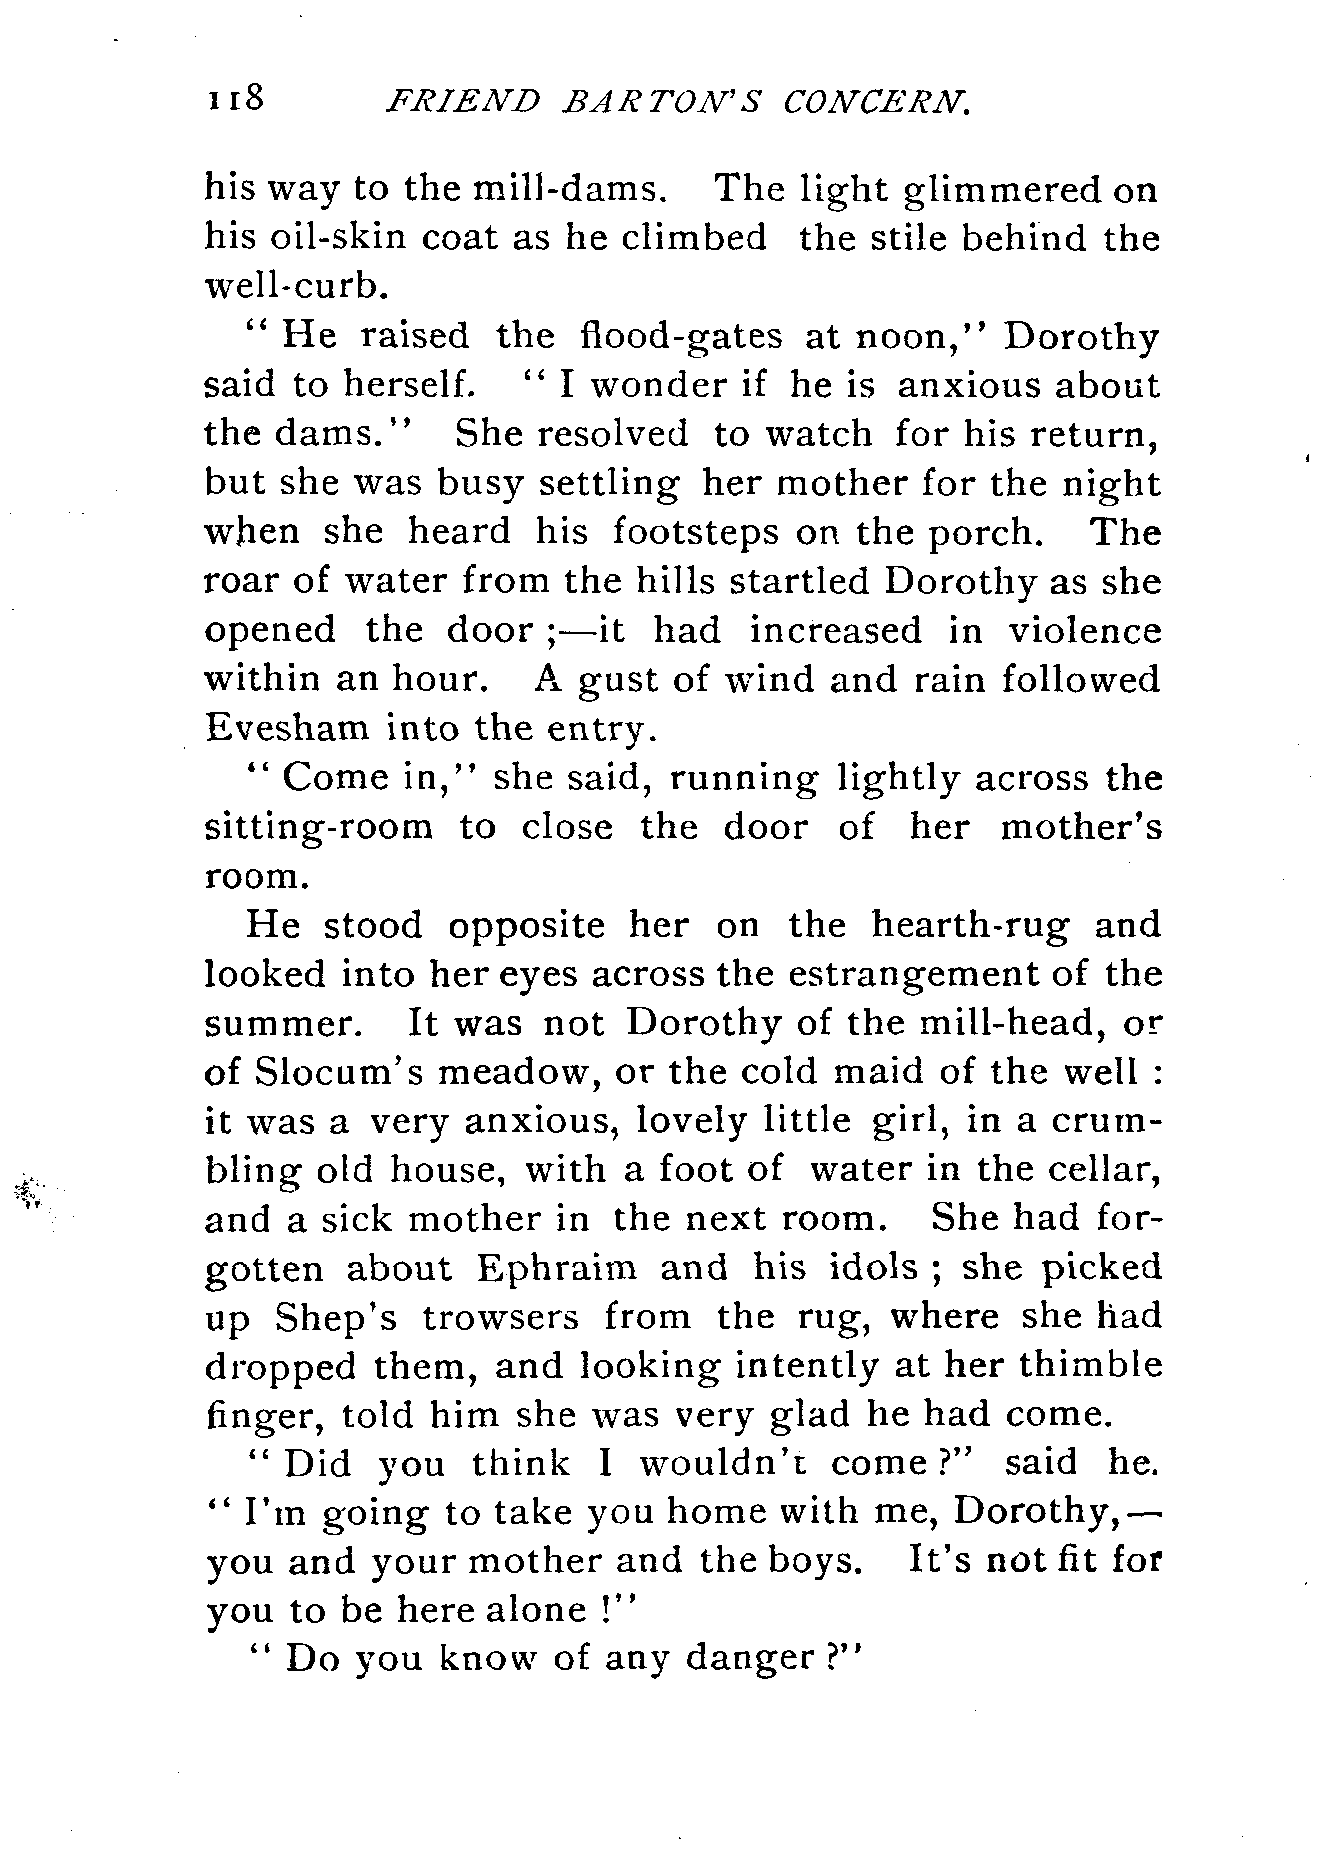 118 FRIEND BARTON'S CONCERN.
his way to the mill-dams. The light glimmered on
his oil-skin coat as he climbed the stile behind the
well-curb.
" He raised the flood-gates at noon," Dorothy
said to herself. " I wonder if he is anxious about
the dams." She resolved to watch for his return,
but she was busy settling her mother for the night
when she heard his footsteps on the porch. The
roar of water from the hills startled Dorothy as she
opened the door ;—it had increased in violence
within an hour. A gust of wind and rain followed
Evesham into the entry.
" Come in," she said, running lightly across the
sitting-room to close the door of her mother's
room.
He stood opposite her on the hearth-rug and
looked into her eyes across the estrangement of the
summer. It was not Dorothy of the mill-head, or
of Slocum's meadow, or the cold maid of the well :
it was a very anxious, lovely little girl, in a crum-
bling old house, with a foot of water in the cellar,
and a sick mother in the next room. She had for-
gotten about Ephraim and his idols ; she picked
up Shep's trowsers from the rug, where she had
dropped them, and looking intently at her thimble
finger, told him she was very glad he had come.
" Did you think I wouldn't come ?" said he.
" I'm going to take you home with me, Dorothy,—
you and your mother and the boys. It's not fit for
you to be here alone !"
" Do you know of any danger ?"